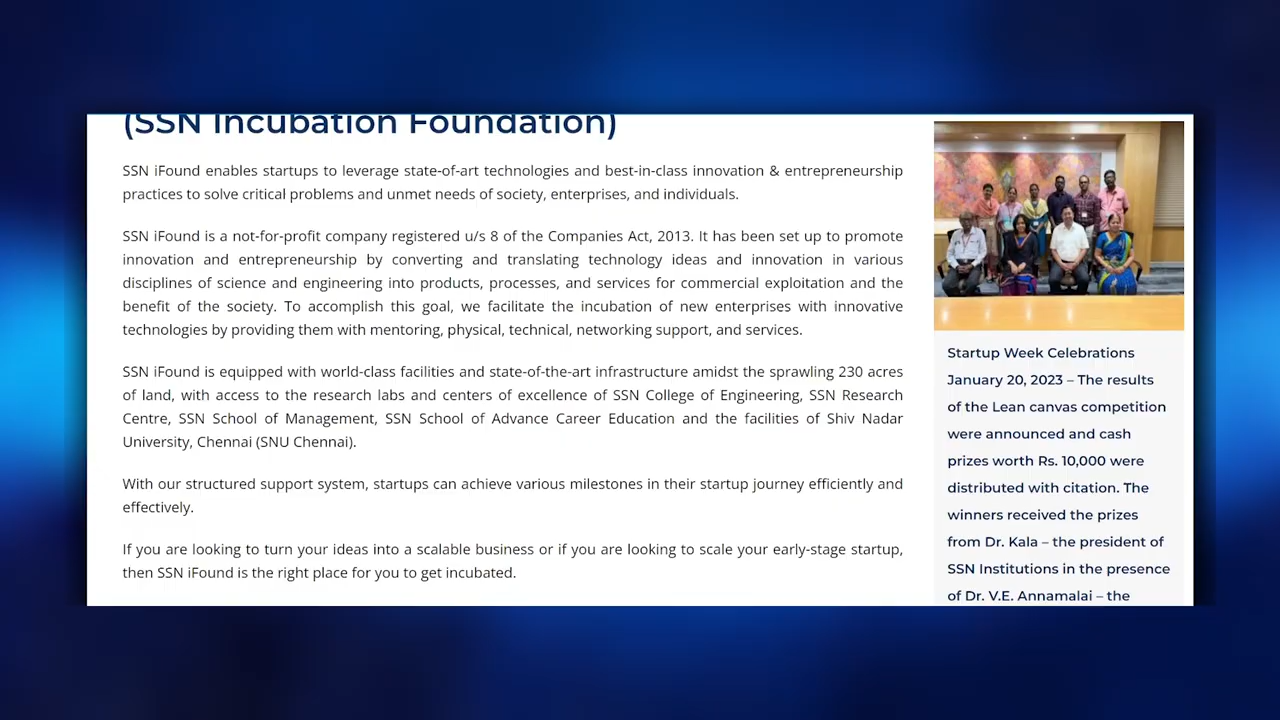 (SSN Incubation Foundation)
SSN iFound enables startups to leverage state-of-art technologies and best-in-class innovation & entrepreneurship
practices to solve critical problems and unmet needs of society, enterprises, and individuals.
SSN iFound is a not-for-profit company registered u/s 8 of the Companies Act, 2013. It has been set up to promote
innovation and entrepreneurship by converting and translating technology ideas and innovation in various
disciplines of science and engineering into products, processes, and services for commercial exploitation and the
benefit of the society. To accomplish this goal, we facilitate the incubation of new enterprises with innovative
technologies by providing them with mentoring, physical, technical, networking support, and services.
SSN iFound is equipped with world-class facilities and state-of-the-art infrastructure amidst the sprawling 230 acres
of land, with access to the research labs and centers of excellence of SSN College of Engineering, SSN Research
Centre, SSN School of Management, SSN School of Advance Career Education and the facilities of Shiv Nadar
University, Chennai (SNU Chennai).
With our structured support system, startups can achieve various milestones in their startup journey efficiently and
effectively.
If you are looking to turn your ideas into a scalable business or if you are looking to scale your early-stage startup,
then SSN iFound is the right place for you to get incubated.
Startup Week Celebrations
January 20, 2023 – The results
of the Lean canvas competition
were announced and cash
prizes worth Rs. 10,000 were
distributed with citation. The
winners received the prizes
from Dr. Kala – the president of
SSN Institutions in the presence
of Dr. V.E. Annamalai – the